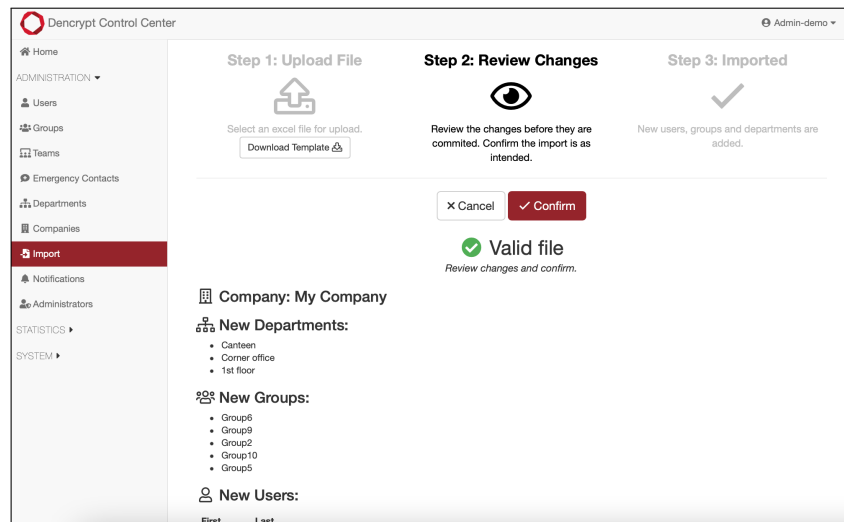 Dencrypt Control Center
Admin-demo
Home
ADMINISTRATION
Users
Groups
Teams
Emergency Contacts
Departments
Companies
Import
Notifications
Administrators
STATISTICS
SYSTEM
Step 1: Upload File
Select an excel file for upload.
Download Template
Step 2: Review Changes
Review the changes before they are
commited. Confirm the import is as
intended.
Step 3: Imported
New users, groups and departments are
added.
Cancel
Confirm
Valid file
Review changes and confirm.
Company: My Company
New Departments:
• Canteen
• Corner office
• 1st floor
New Groups:
• Group6
• Group9
• Group2
• Group10
• Group5
New Users:
First Last